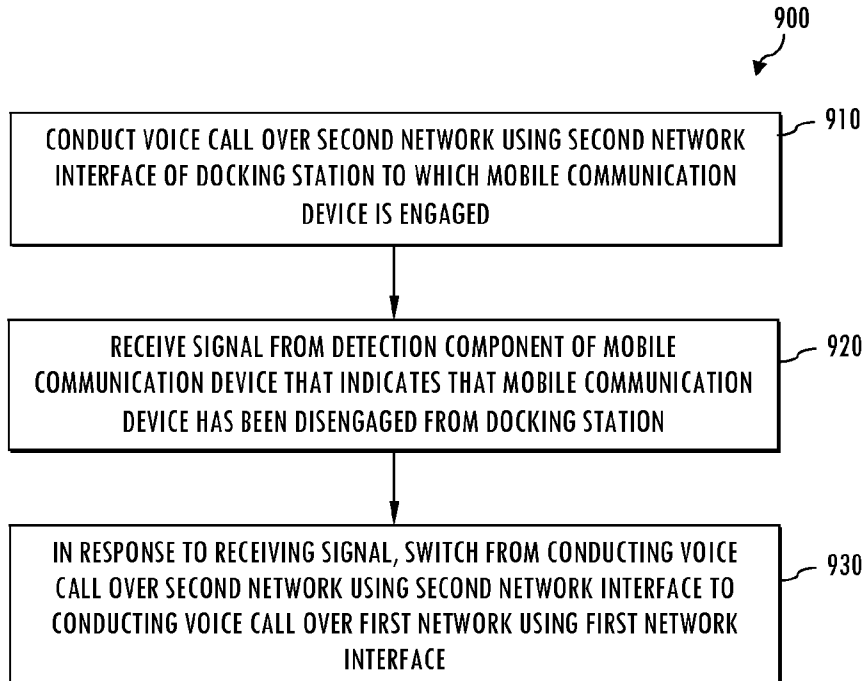 900
CONDUCT VOICE CALL OVER SECOND NETWORK USING SECOND NETWORK
INTERFACE OF DOCKING STATION TO WHICH MOBILE COMMUNICATION
DEVICE IS ENGAGED
910
RECEIVE SIGNAL FROM DETECTION COMPONENT OF MOBILE
COMMUNICATION DEVICE THAT INDICATES THAT MOBILE COMMUNICATION
DEVICE HAS BEEN DISENGAGED FROM DOCKING STATION
920
IN RESPONSE TO RECEIVING SIGNAL, SWITCH FROM CONDUCTING VOICE
CALL OVER SECOND NETWORK USING SECOND NETWORK INTERFACE TO
CONDUCTING VOICE CALL OVER FIRST NETWORK USING FIRST NETWORK
INTERFACE
930